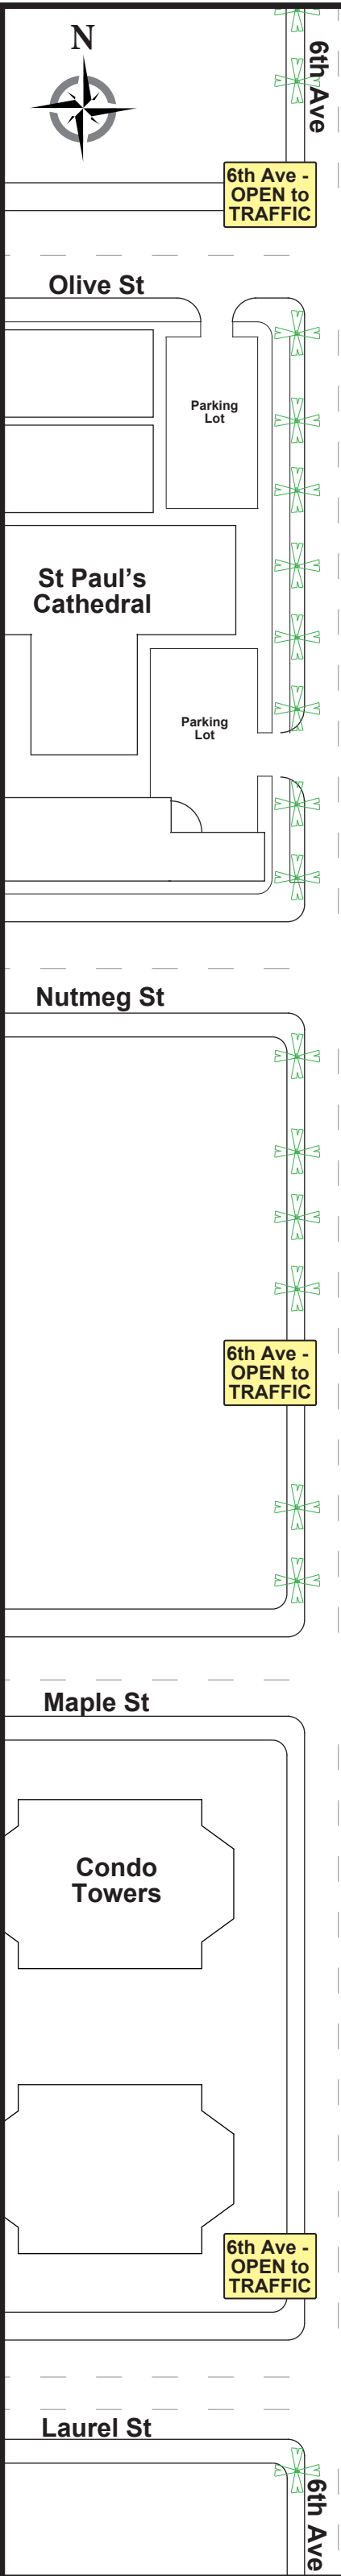 N
6th Ave
6th Ave -
OPEN to
TRAFFIC
Olive St
Parking
Lot
St Paul's
Cathedral
Parking
Lot
Nutmeg St
6th Ave -
OPEN to
TRAFFIC
Maple St
Condo
Towers
6th Ave -
OPEN to
TRAFFIC
Laurel St
6th Ave